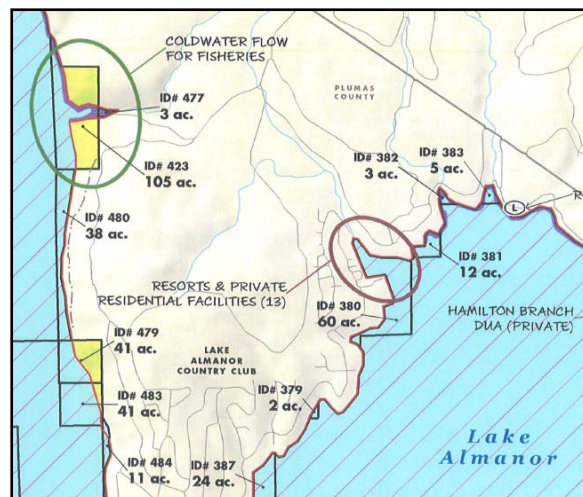 COLDWATER FLOW
FOR FISHERIES
ID# 477
3 ac.
PLUMAS
COUNTY
ID# 382
3 ac.
ID# 383
5 ac.
ID# 423
105 ac.
L
R
ID# 480
38 ac.
ID# 381
12 ac.
RESORTS & PRIVATE
RESIDENTIAL FACILITIES (13)
ID# 380
60 ac.
HAMILTON BRANCH
DUA (PRIVATE)
ID# 479
41 ac.
LAKE
ALMANOR
COUNTRY CLUB
ID# 483
41 ac.
ID# 379
2 ac.
Lake
Almanor
ID# 484
11 ac.
ID# 387
24 ac.